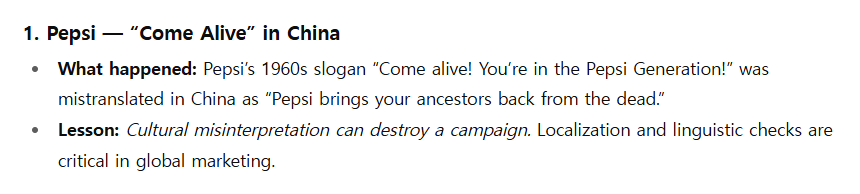 1. Pepsi — “Come Alive” in China
• What happened: Pepsi’s 1960s slogan “Come alive! You’re in the Pepsi Generation!” was
mistranslated in China as “Pepsi brings your ancestors back from the dead.”
• Lesson: Cultural misinterpretation can destroy a campaign. Localization and linguistic checks are
critical in global marketing.